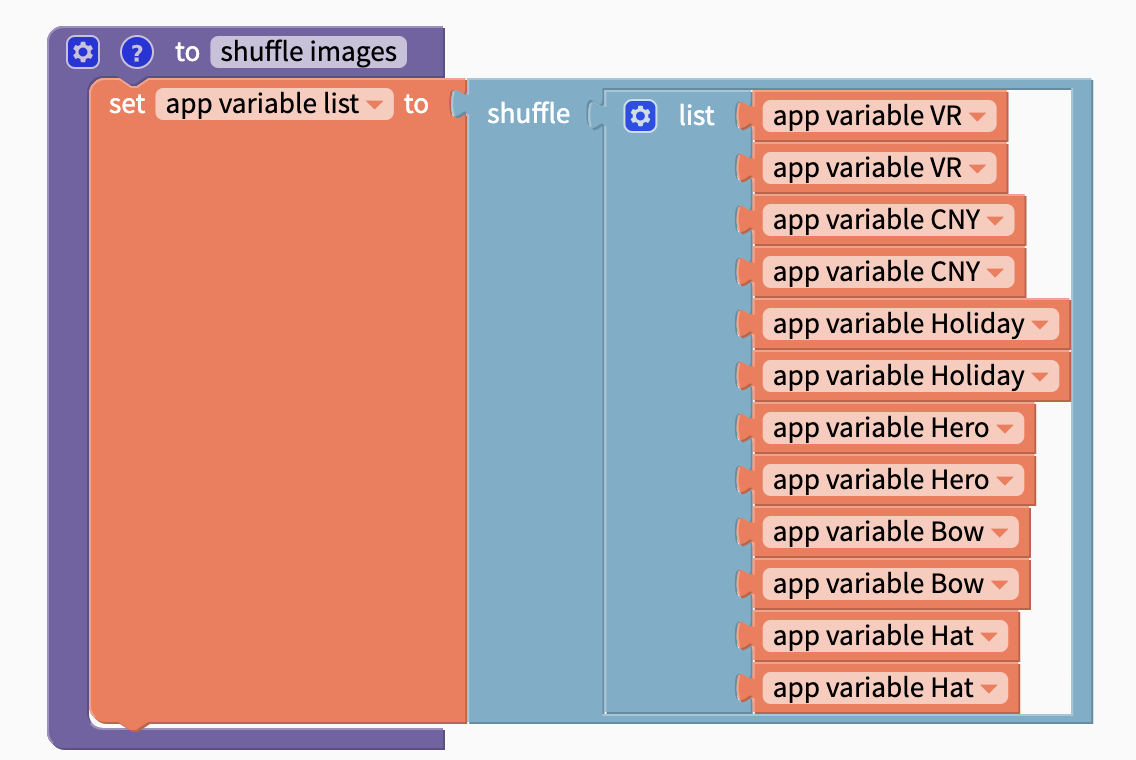 ? to shuffle images
set app variable list to shuffle list app variable VR
app variable VR
app variable CNY
app variable CNY
app variable Holiday
app variable Holiday
app variable Hero
app variable Hero
app variable Bow
app variable Bow
app variable Hat
app variable Hat